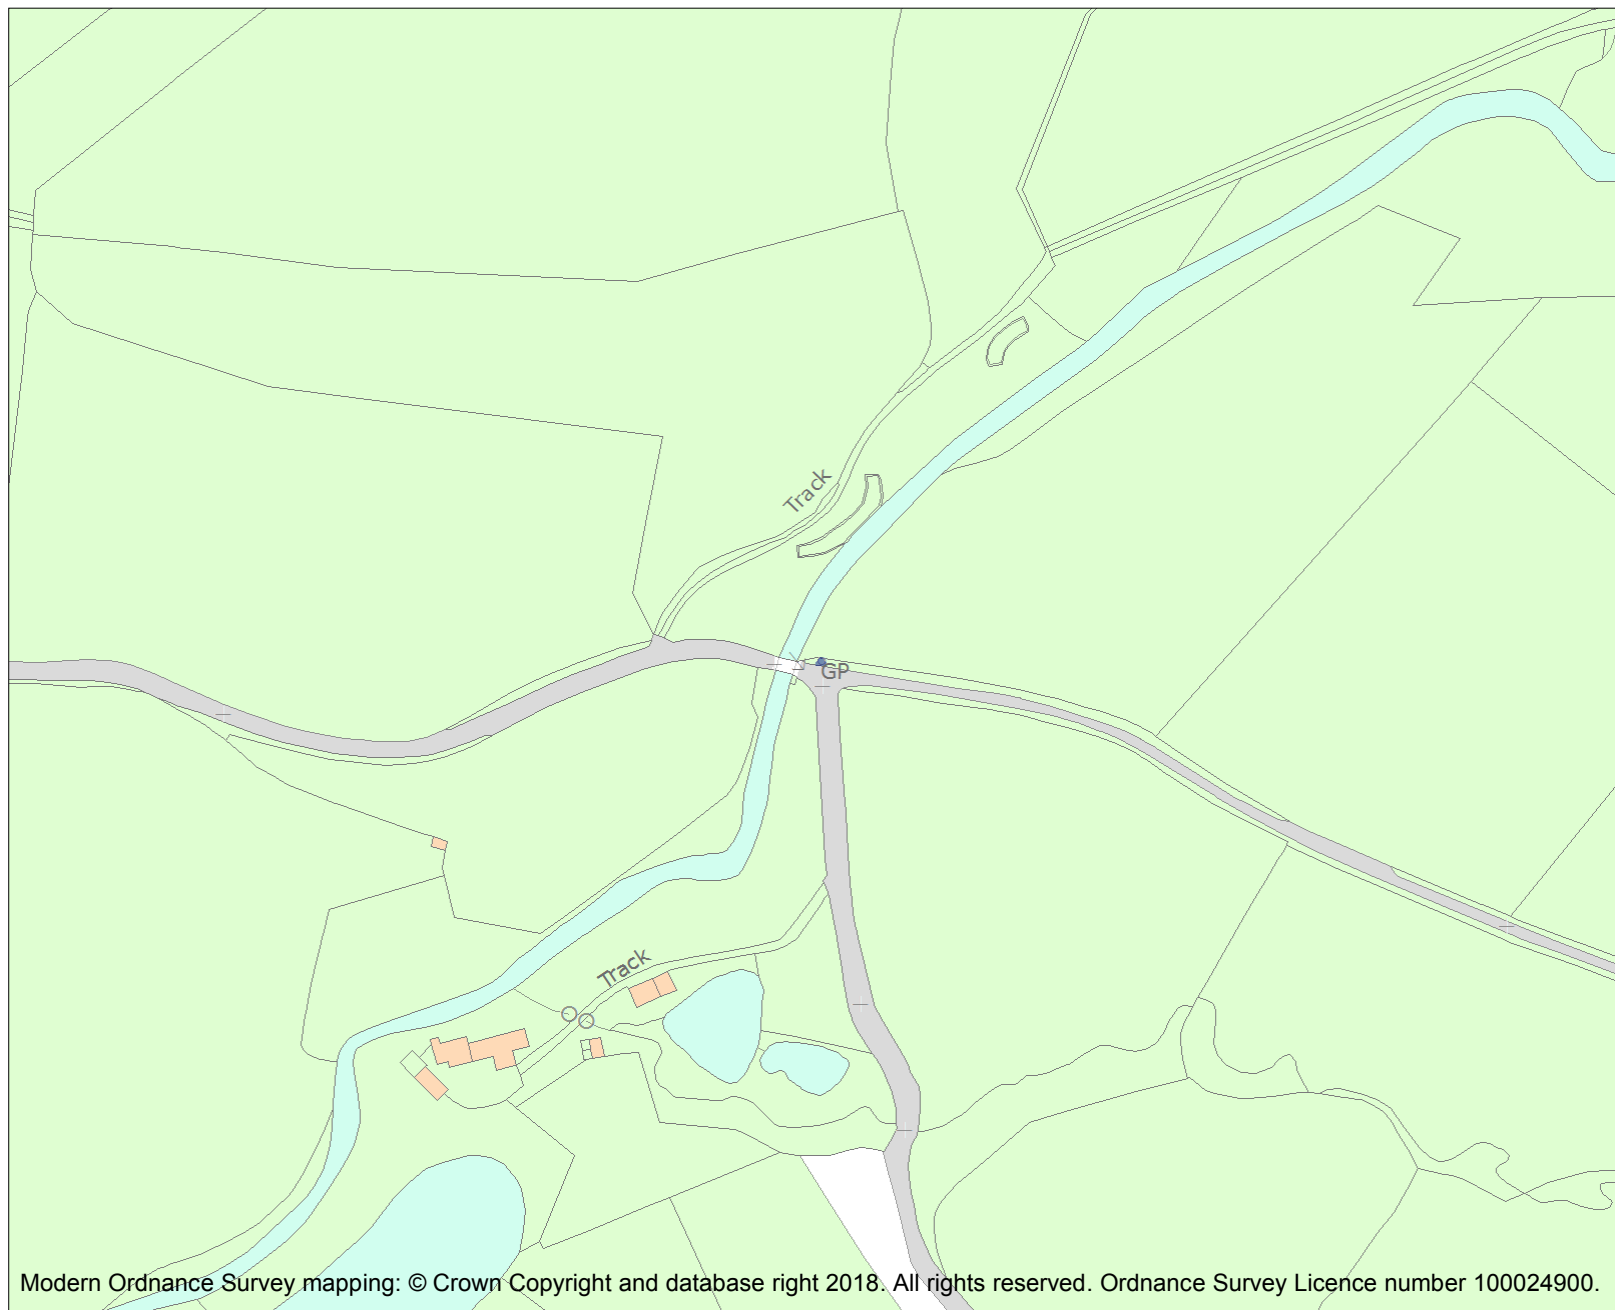 Track
GP
Track
Modern Ordnance Survey mapping: © Crown Copyright and database right 2018. All rights reserved. Ordnance Survey Licence number 100024900.